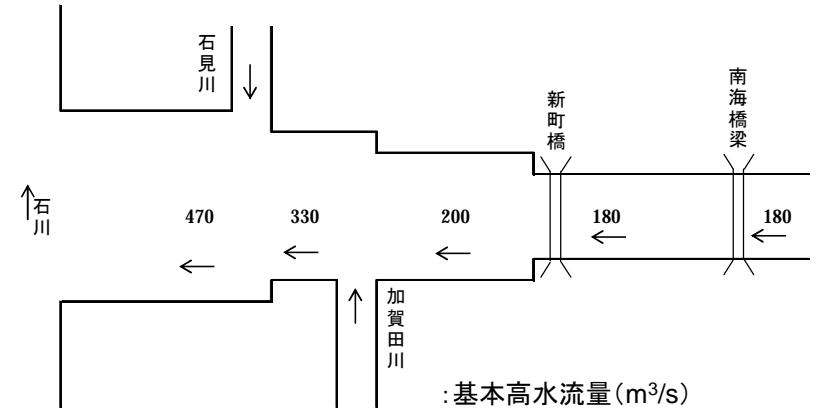 石見川
新町橋
南海橋梁
石川
470
330
200
180
180
加賀田川
:基本高水流量(m³/s)